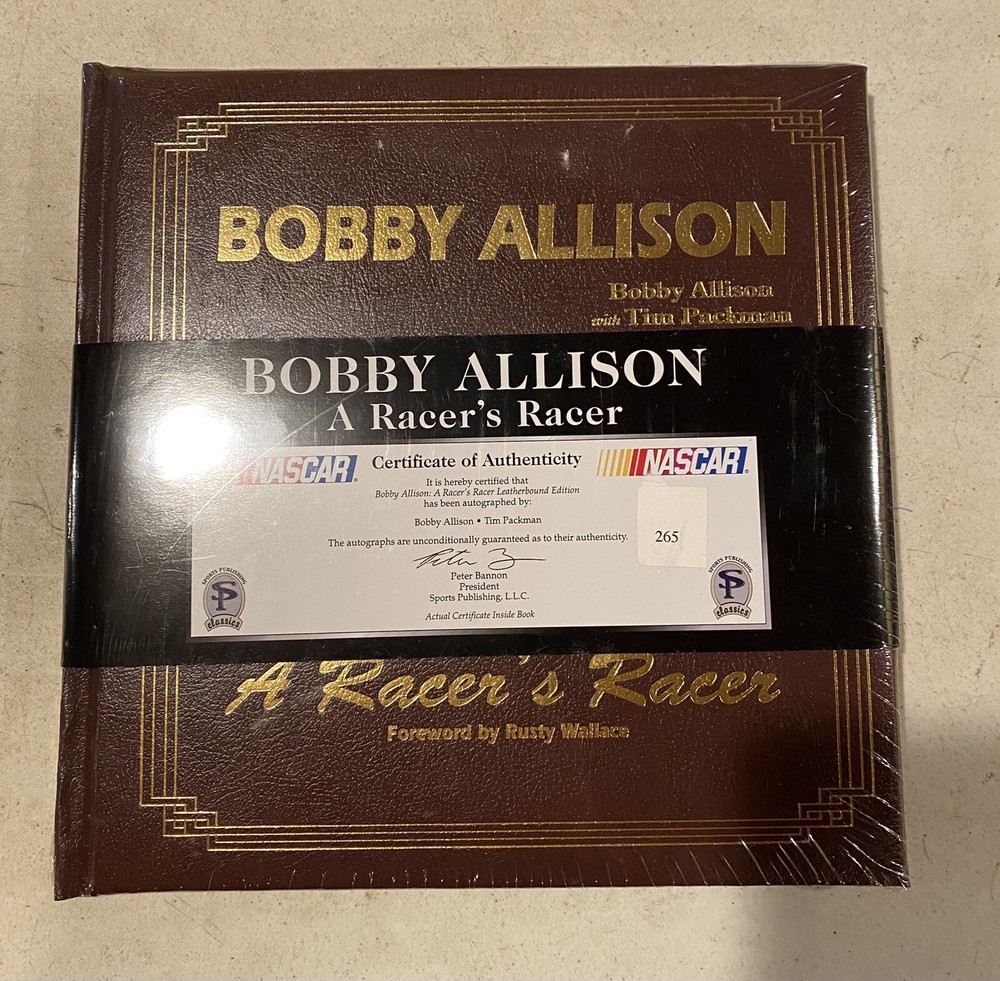 BOBBY ALLISON
Bobby Allison
with Tim Packman
BOBBY ALLISON
A Racer's Racer
NASCAR. Certificate of Authenticity NASCAR.
It is hereby certified that
Bobby Allison: A Racer's Racer Leatherbound Edition
has been autographed by:
Bobby Allison • Tim Packman
The autographs are unconditionally guaranteed as to their authenticity.
265
Peter Bannon
President
Sports Publishing, L.L.C.
Actual Certificate Inside Book
SPORTS PUBLISHING
SP
classics
SPORTS PUBLISHING
SP
classics
A Racer's Racer
Foreword by Rusty Wallace